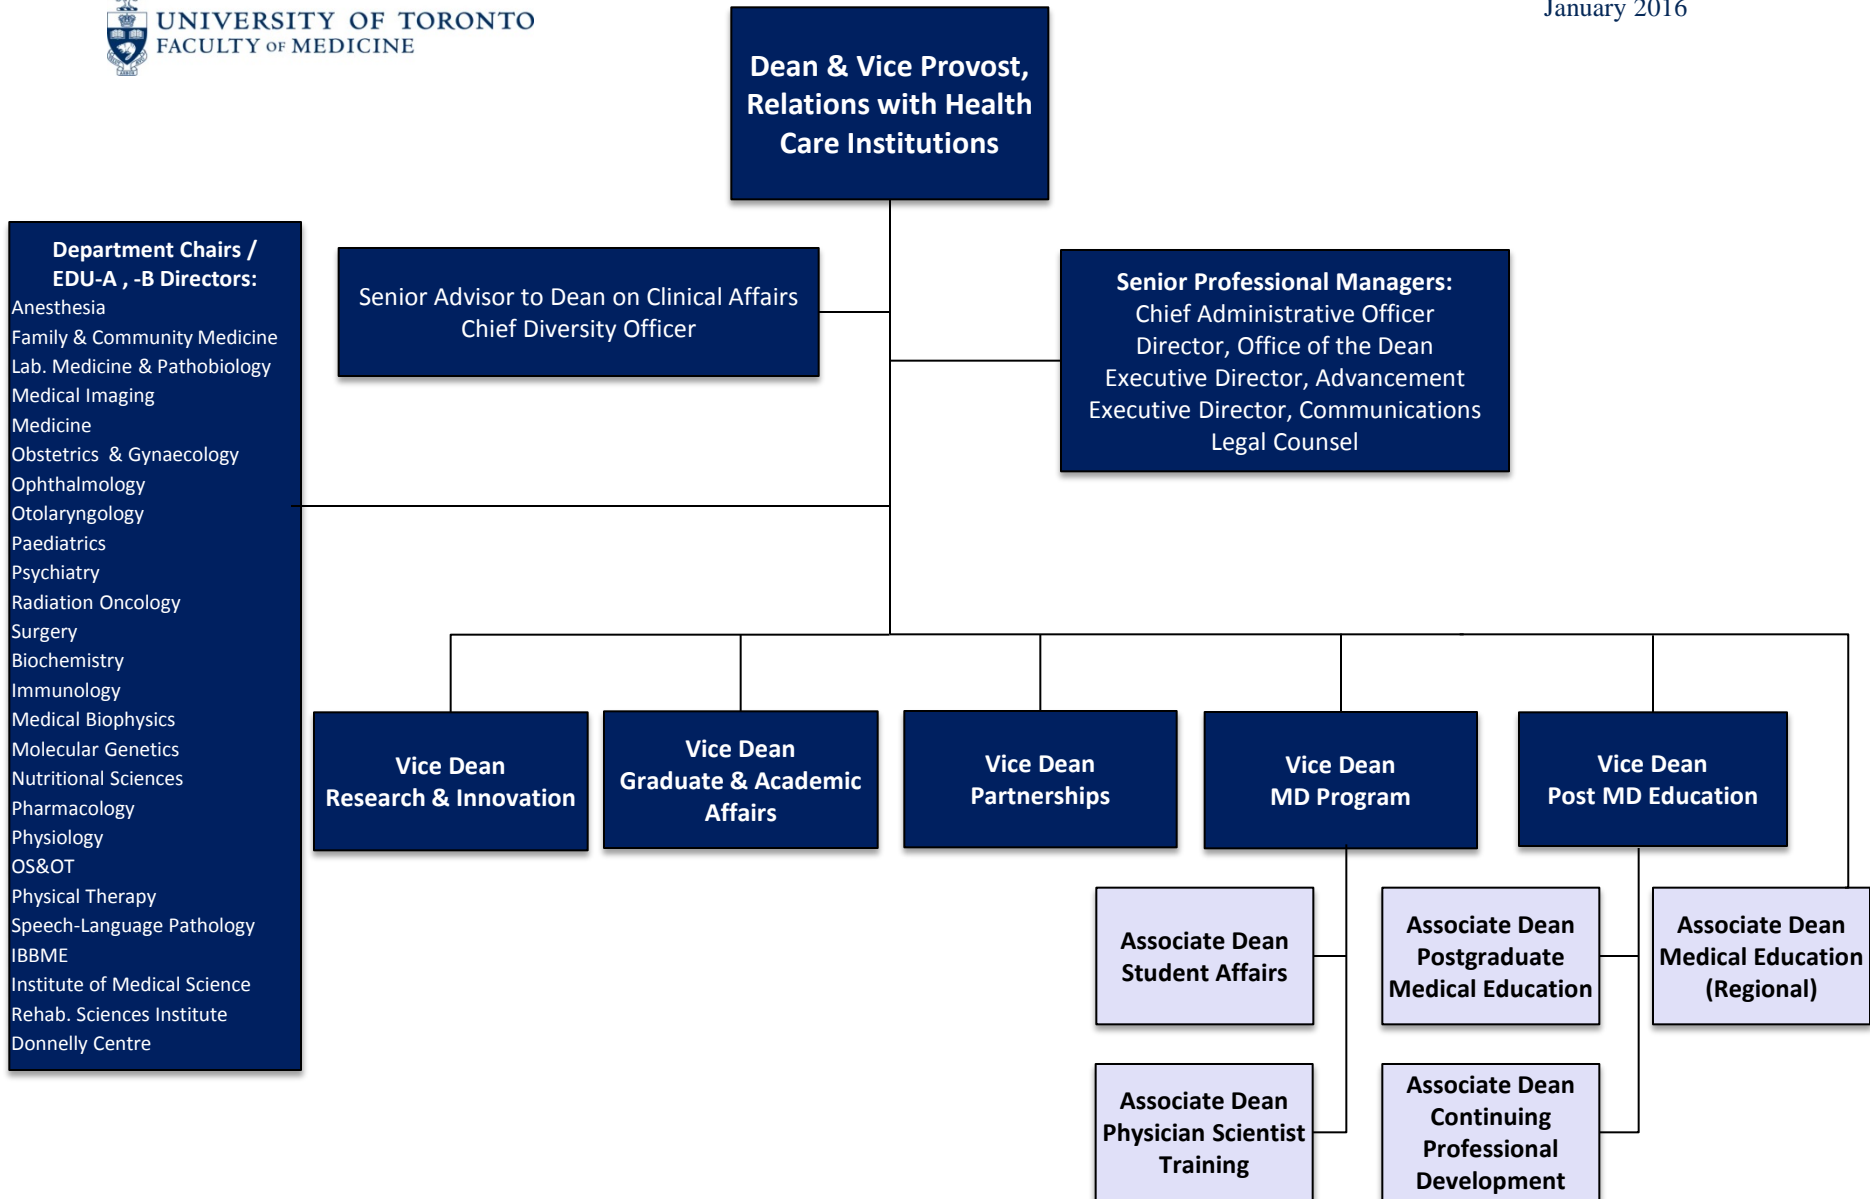 UNIVERSITY OF TORONTO
FACULTY OF MEDICINE
January 2016
Dean & Vice Provost,
Relations with Health
Care Institutions
Department Chairs /
EDU-A , -B Directors:
Anesthesia
Family & Community Medicine
Lab. Medicine & Pathobiology
Medical Imaging
Medicine
Obstetrics & Gynaecology
Ophthalmology
Otolaryngology
Paediatrics
Psychiatry
Radiation Oncology
Surgery
Biochemistry
Immunology
Medical Biophysics
Molecular Genetics
Nutritional Sciences
Pharmacology
Physiology
OS&OT
Physical Therapy
Speech-Language Pathology
IBBME
Institute of Medical Science
Rehab. Sciences Institute
Donnelly Centre
Senior Advisor to Dean on Clinical Affairs
Chief Diversity Officer
Senior Professional Managers:
Chief Administrative Officer
Director, Office of the Dean
Executive Director, Advancement
Executive Director, Communications
Legal Counsel
Vice Dean
Research & Innovation
Vice Dean
Graduate & Academic
Affairs
Vice Dean
Partnerships
Vice Dean
MD Program
Vice Dean
Post MD Education
Associate Dean
Student Affairs
Associate Dean
Postgraduate
Medical Education
Associate Dean
Medical Education
(Regional)
Associate Dean
Physician Scientist
Training
Associate Dean
Continuing
Professional
Development